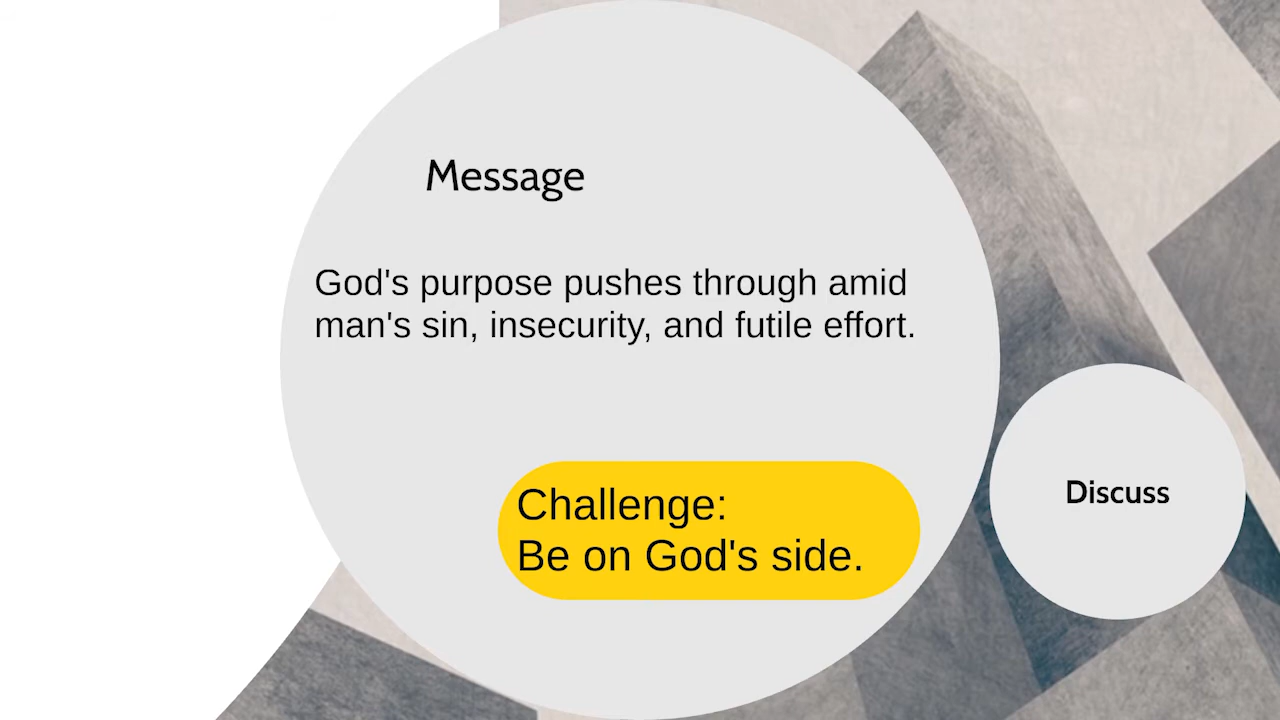 Message
God's purpose pushes through amid
man's sin, insecurity, and futile effort.
Challenge:
Be on God's side.
Discuss